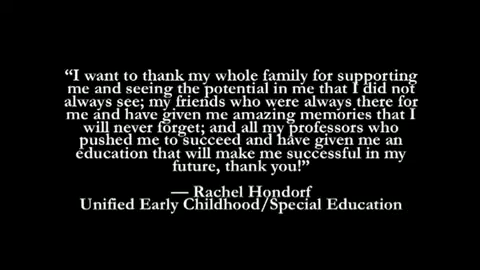 “I want to thank my whole family for supporting
me and seeing the potential in me that I did not
always see; my friends who were always there for
me and have given me amazing memories that I
will never forget; and all my professors who
pushed me to succeed and have given me an
education that will make me successful in my
future, thank you!”
— Rachel Hondorf
Unified Early Childhood/Special Education